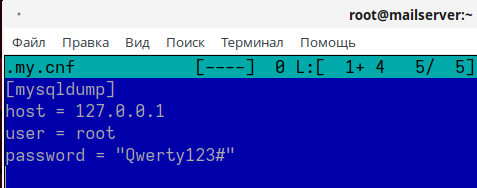 root@mailserver:~
Файл Правка Вид Поиск Терминал Помощь
.my.cnf [----] 0 L:[ 1+ 4 5/ 5]
[mysqldump]
host = 127.0.0.1
user = root
password = "Qwerty123#"